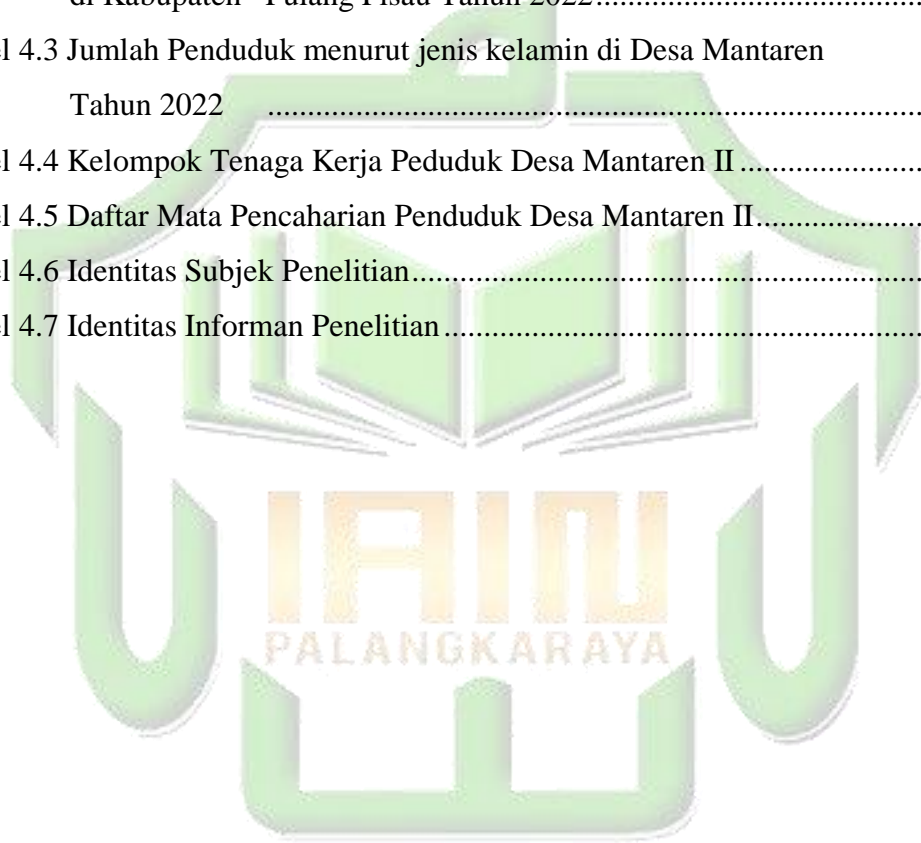 di Kabupaten Pulang Pisau Tahun 2022..............................................
el 4.3 Jumlah Penduduk menurut jenis kelamin di Desa Mantaren
Tahun 2022 ..............................................................................
el 4.4 Kelompok Tenaga Kerja Peduduk Desa Mantaren II ........................
el 4.5 Daftar Mata Pencaharian Penduduk Desa Mantaren II......................
el 4.6 Identitas Subjek Penelitian..............................................................
el 4.7 Identitas Informan Penelitian ..........................................................
IAIN
PALANGKARAYA